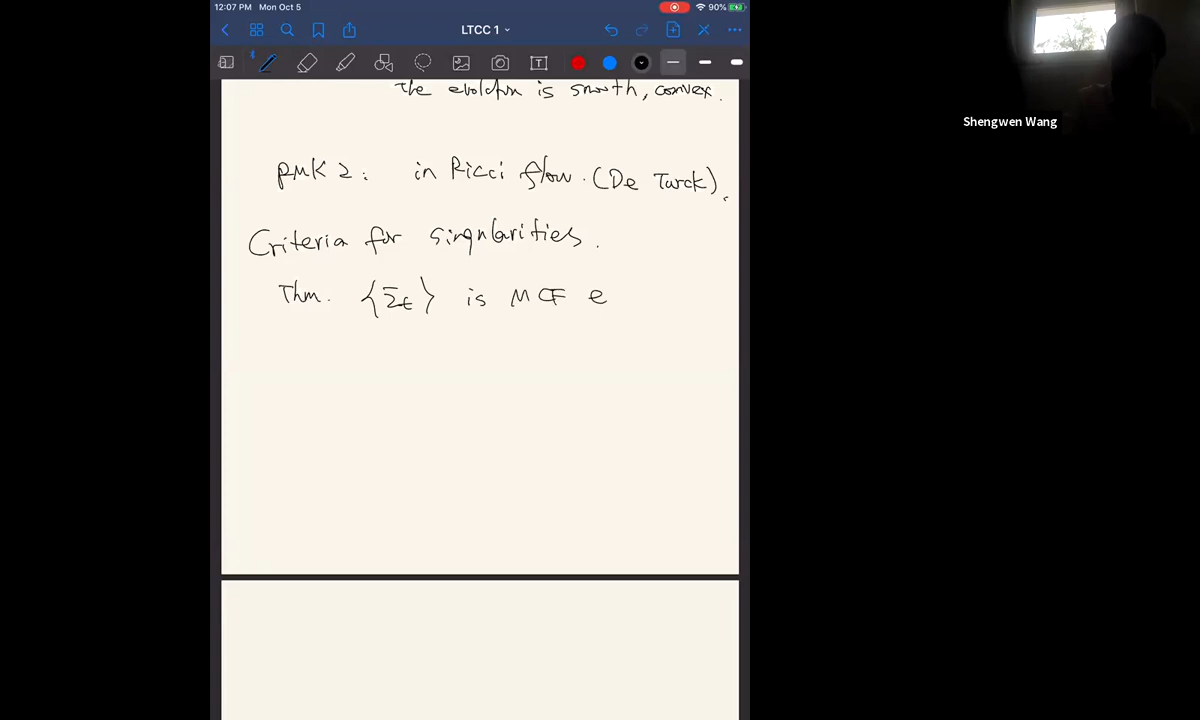 12:07 PM Mon Oct 5
90%
LTCC 1
T
the evolution is smooth, convex.
RMK 2: in Ricci flow. (De Turck).
Criteria for singularities.
Thm. {Σt} is MCF e
Shengwen Wang